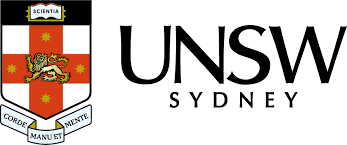 SCIENTIA
CORDE
MANU ET
MENTE
UNSW
SYDNEY